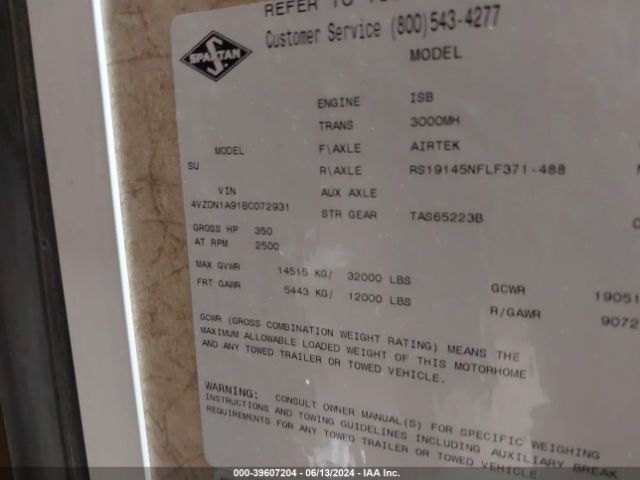 REFER TO
Customer Service (800)543-4277
SPARTAN
MODEL
ENGINE ISB
TRANS 3000MH
MODEL F\AXLE AIRTEK
SU R\AXLE RS19145NFLF371-488
VIN AUX AXLE
4VZDN1A91BC072931 STR GEAR TAS65223B
GROSS HP 350
AT RPM 2500
MAX GVWR 14515 KG/ 32000 LBS GCWR 19051
FRT GAWR 5443 KG/ 12000 LBS R/GAWR 9072
GCWR (GROSS COMBINATION WEIGHT RATING) MEANS THE
MAXIMUM ALLOWABLE LOADED WEIGHT OF THIS MOTORHOME
AND ANY TOWED TRAILER OR TOWED VEHICLE.
WARNING: CONSULT OWNER MANUAL(S) FOR SPECIFIC WEIGHING
INSTRUCTIONS AND TOWING GUIDELINES INCLUDING AUXILIARY BREAK
REQUIREMENTS FOR ANY TOWED TRAILER OR TOWED VEHICLE
000-39607204 - 06/13/2024 - IAA Inc.